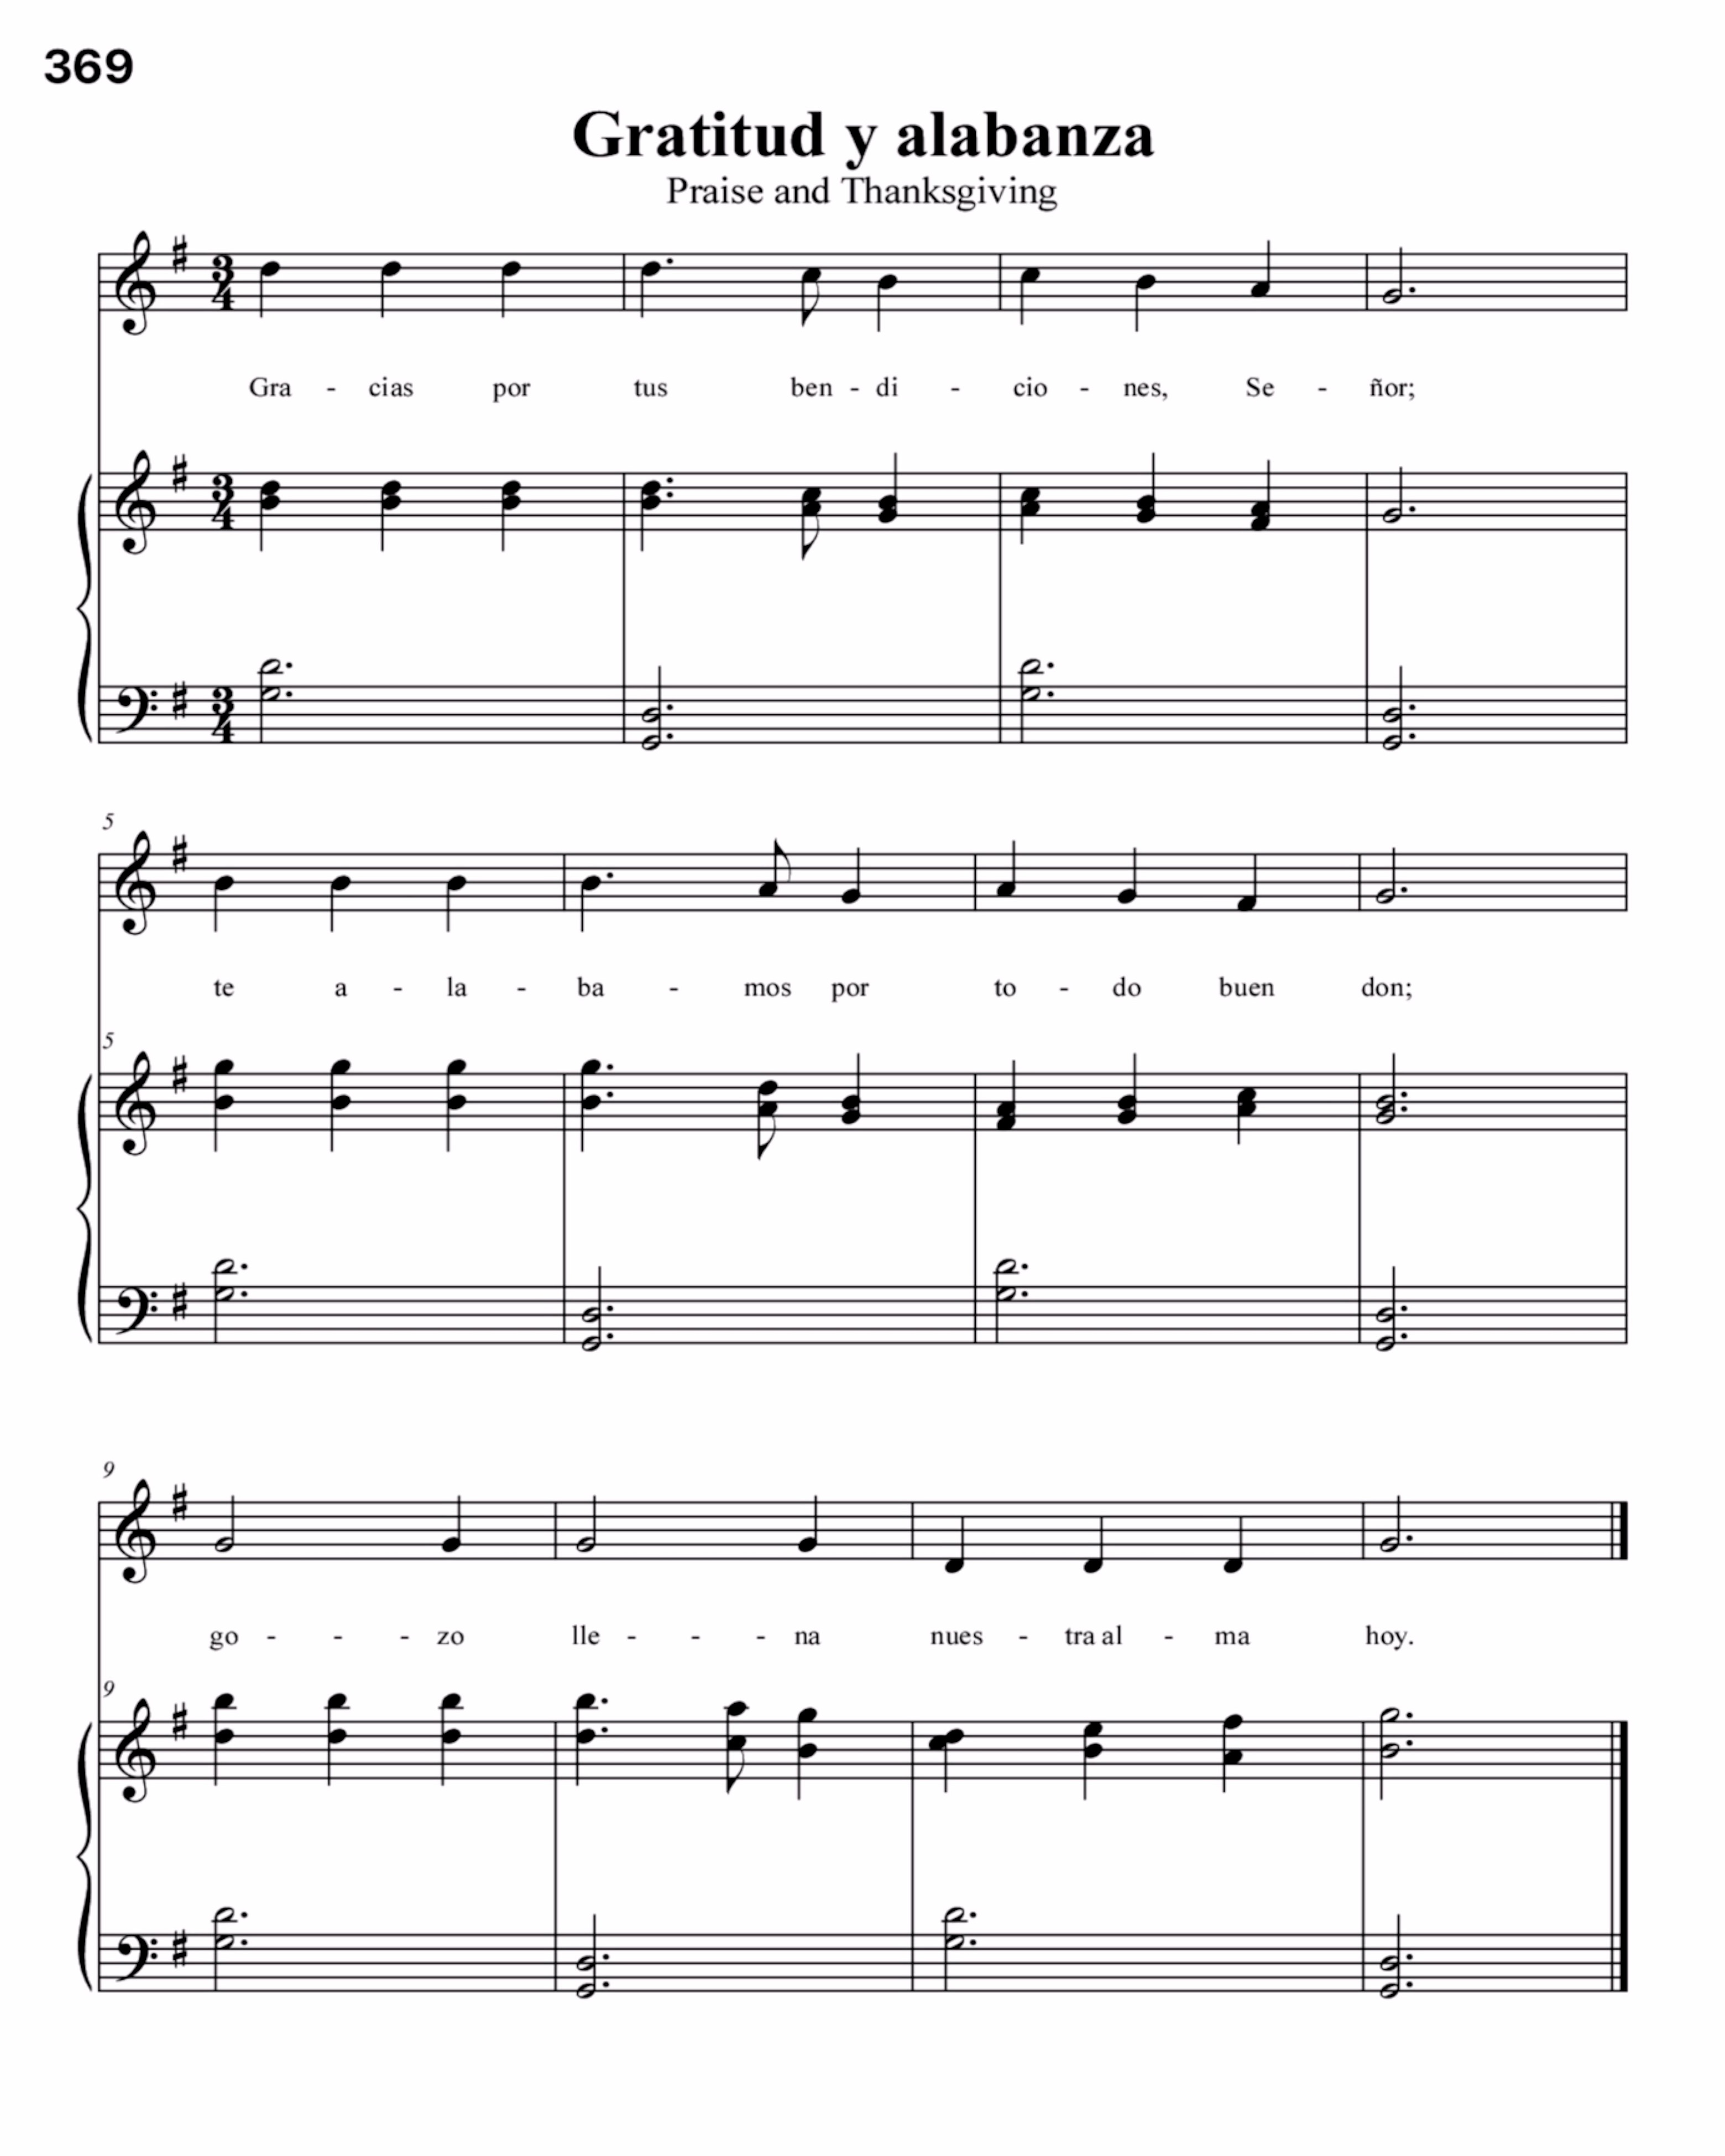 369
Gratitud y alabanza
Praise and Thanksgiving
Gra - cias por tus ben - di - cio - nes, Se - ñor;
5
te a - la - ba - mos por to - do buen don;
5
9
go - - - zo lle - - - na nues - tra al - ma hoy.
9